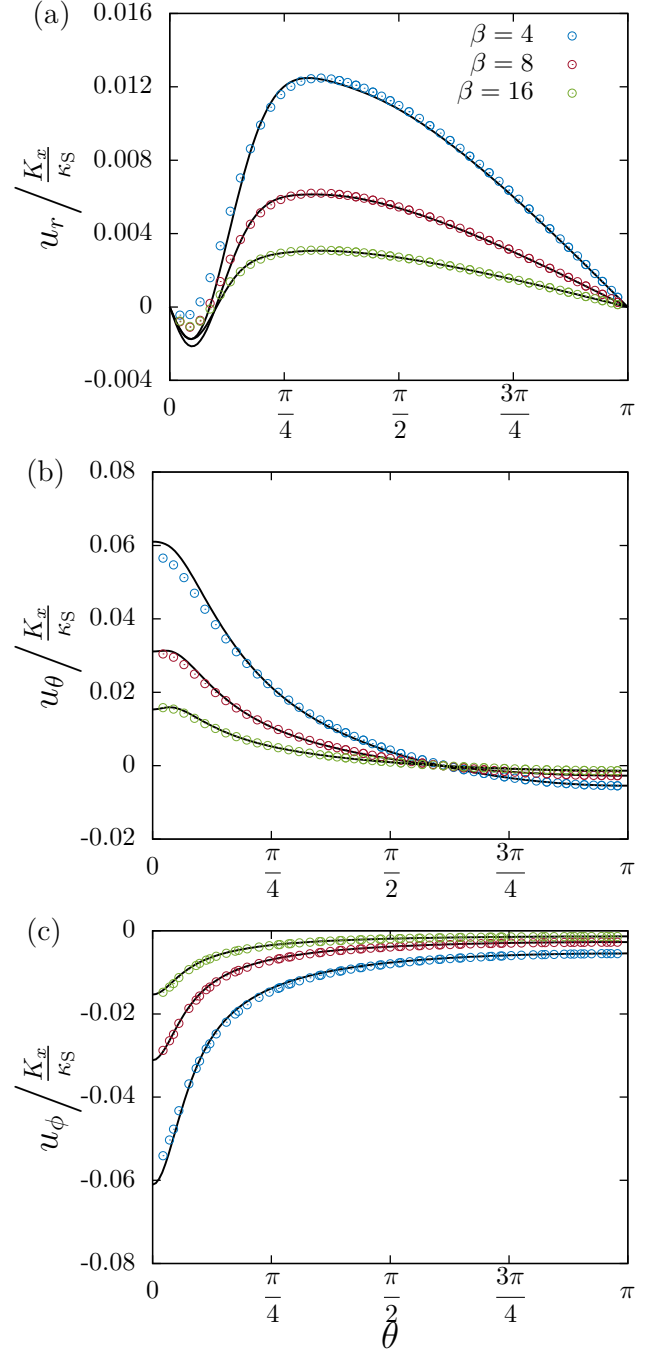 (a)
0.016
0.012
0.008
0.004
0
-0.004
u_r / K_x/κ_S
β = 4
β = 8
β = 16
0 π/4 π/2 3π/4 π
(b)
0.08
0.06
0.04
0.02
0
-0.02
u_θ / K_x/κ_S
0 π/4 π/2 3π/4 π
(c)
0
-0.02
-0.04
-0.06
-0.08
u_ϕ / K_x/κ_S
0 π/4 π/2 3π/4 π
θ